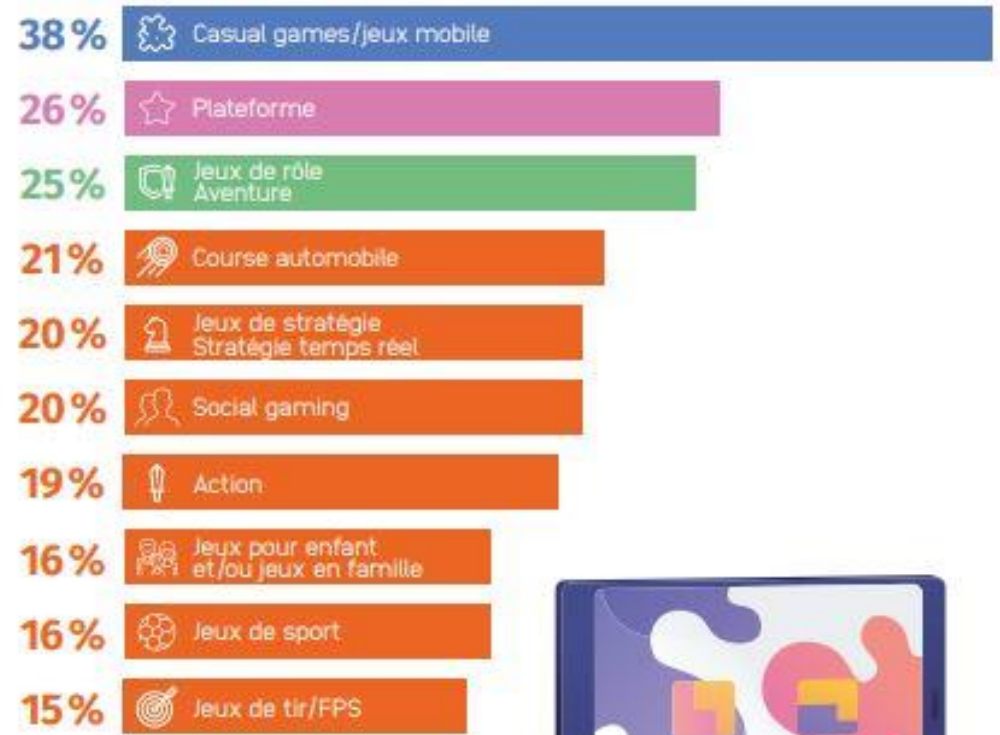 38 % Casual games/jeux mobile
26 % Plateforme
25 % Jeux de rôle
Aventure
21 % Course automobile
20 % Jeux de stratégie
Stratégie temps réel
20 % Social gaming
19 % Action
16 % Jeux pour enfant
et/ou jeux en famille
16 % Jeux de sport
15 % Jeux de tir/FPS